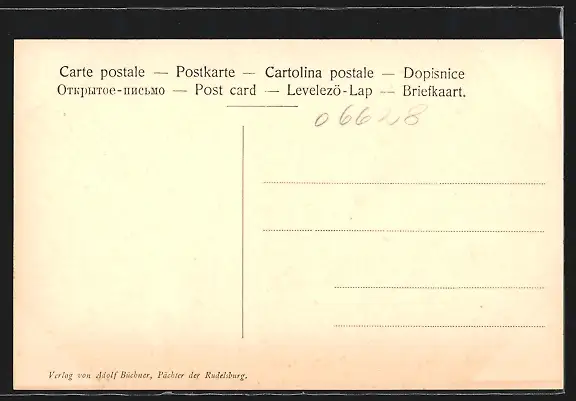 Carte postale — Postkarte — Cartolina postale — Dopisnice
Открытое-письмо — Post card — Levelező-Lap — Briefkaart.
06628
Verlag von Adolf Büchner, Pächter der Rudelsburg.